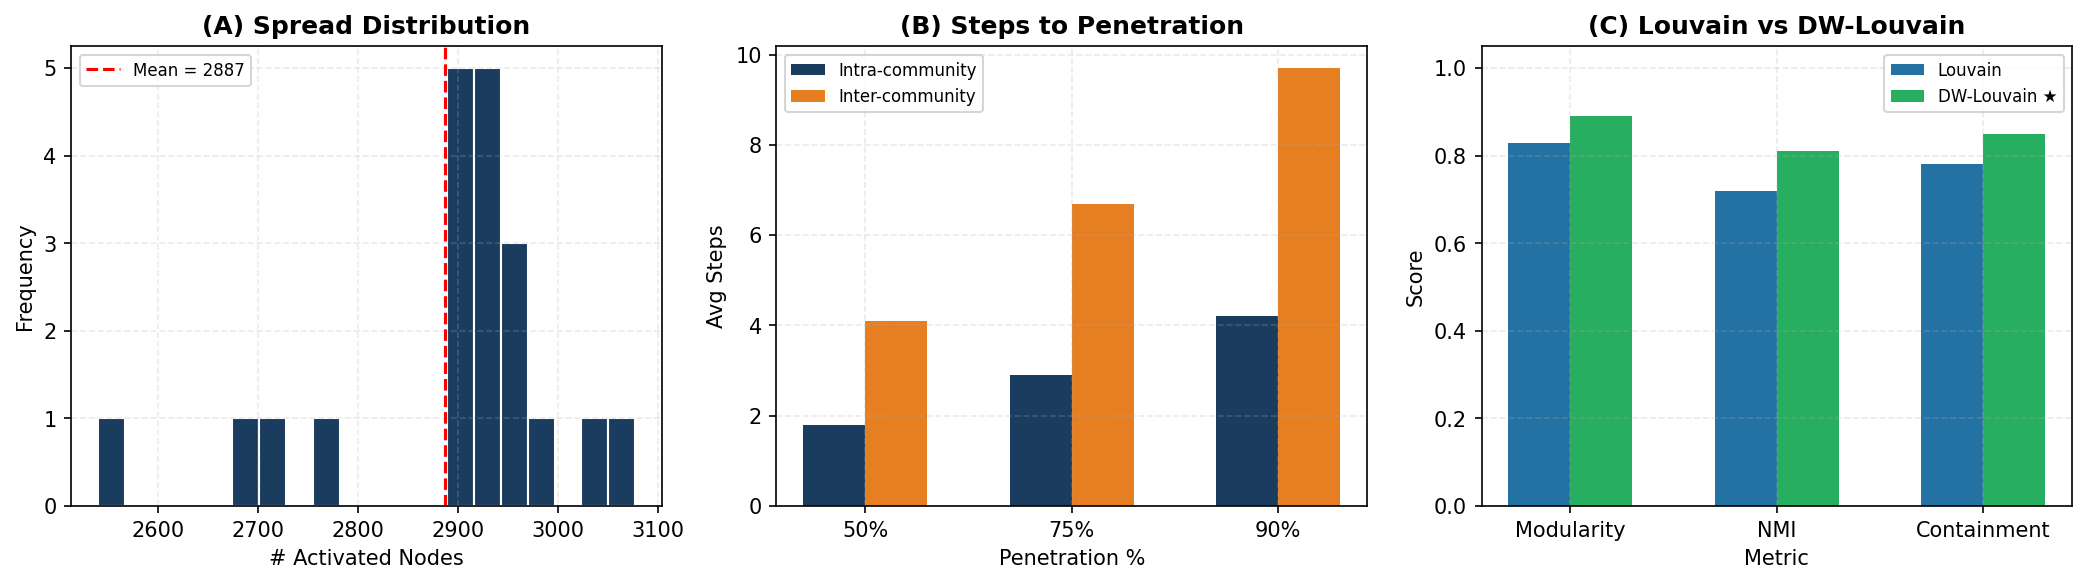 (A) Spread Distribution
Mean = 2887
Frequency
5
4
3
2
1
0
2600 2700 2800 2900 3000 3100
# Activated Nodes
(B) Steps to Penetration
Intra-community
Inter-community
Avg Steps
10
8
6
4
2
0
50% 75% 90%
Penetration %
(C) Louvain vs DW-Louvain
Louvain
DW-Louvain ★
Score
1.0
0.8
0.6
0.4
0.2
0.0
Modularity NMI Containment
Metric